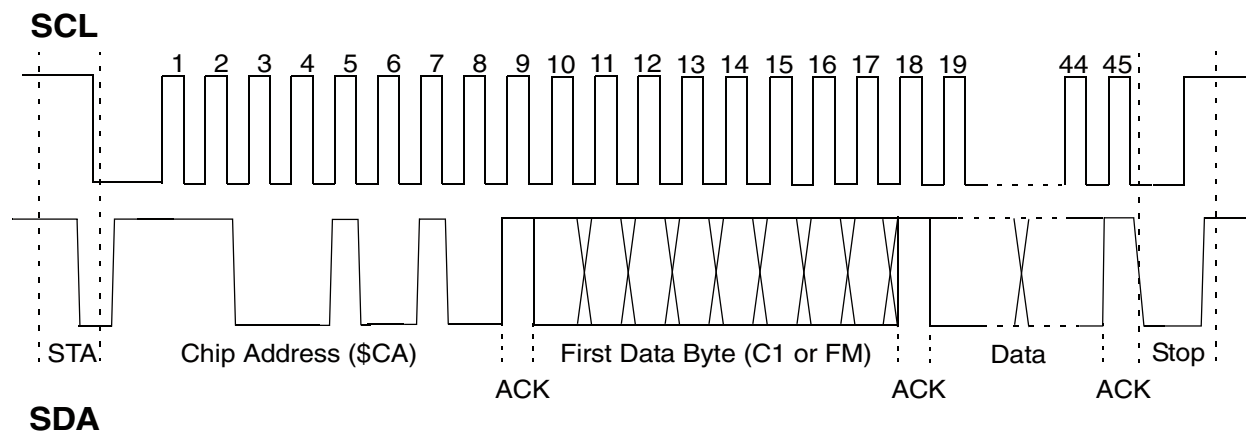 SCL
1 2 3 4 5 6 7 8 9 10 11 12 13 14 15 16 17 18 19 44 45
STA Chip Address ($CA) First Data Byte (C1 or FM) Data Stop
ACK ACK ACK
SDA